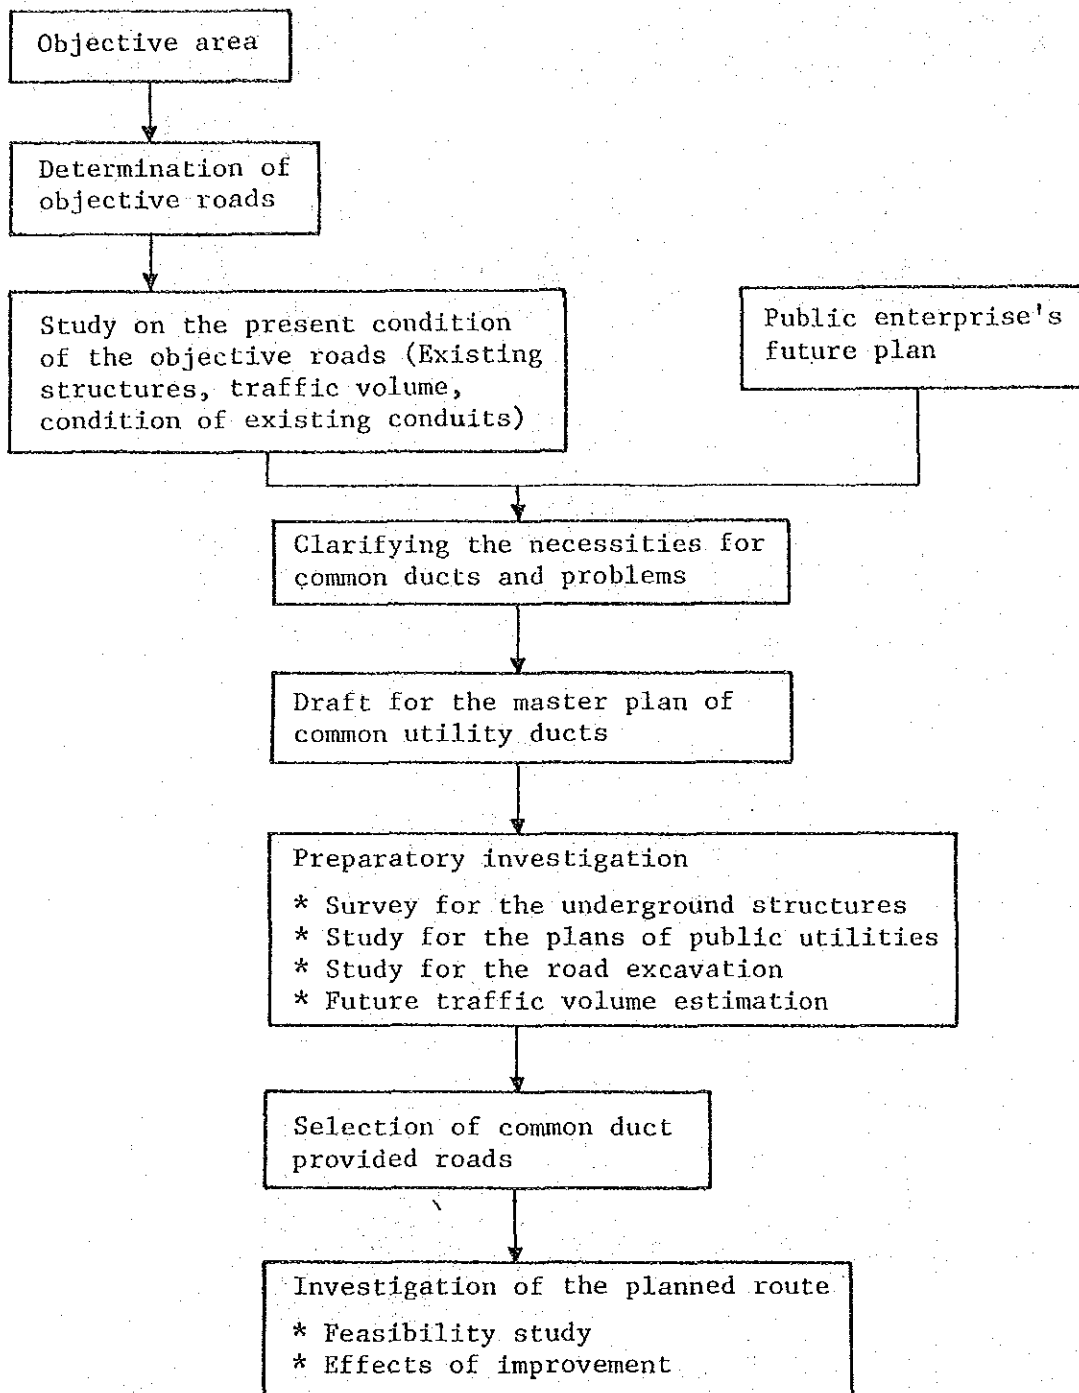 Objective area
Determination of
objective roads
Study on the present condition
of the objective roads (Existing
structures, traffic volume,
condition of existing conduits)
Public enterprise's
future plan
Clarifying the necessities for
common ducts and problems
Draft for the master plan of
common utility ducts
Preparatory investigation
* Survey for the underground structures
* Study for the plans of public utilities
* Study for the road excavation
* Future traffic volume estimation
Selection of common duct
provided roads
Investigation of the planned route
* Feasibility study
* Effects of improvement